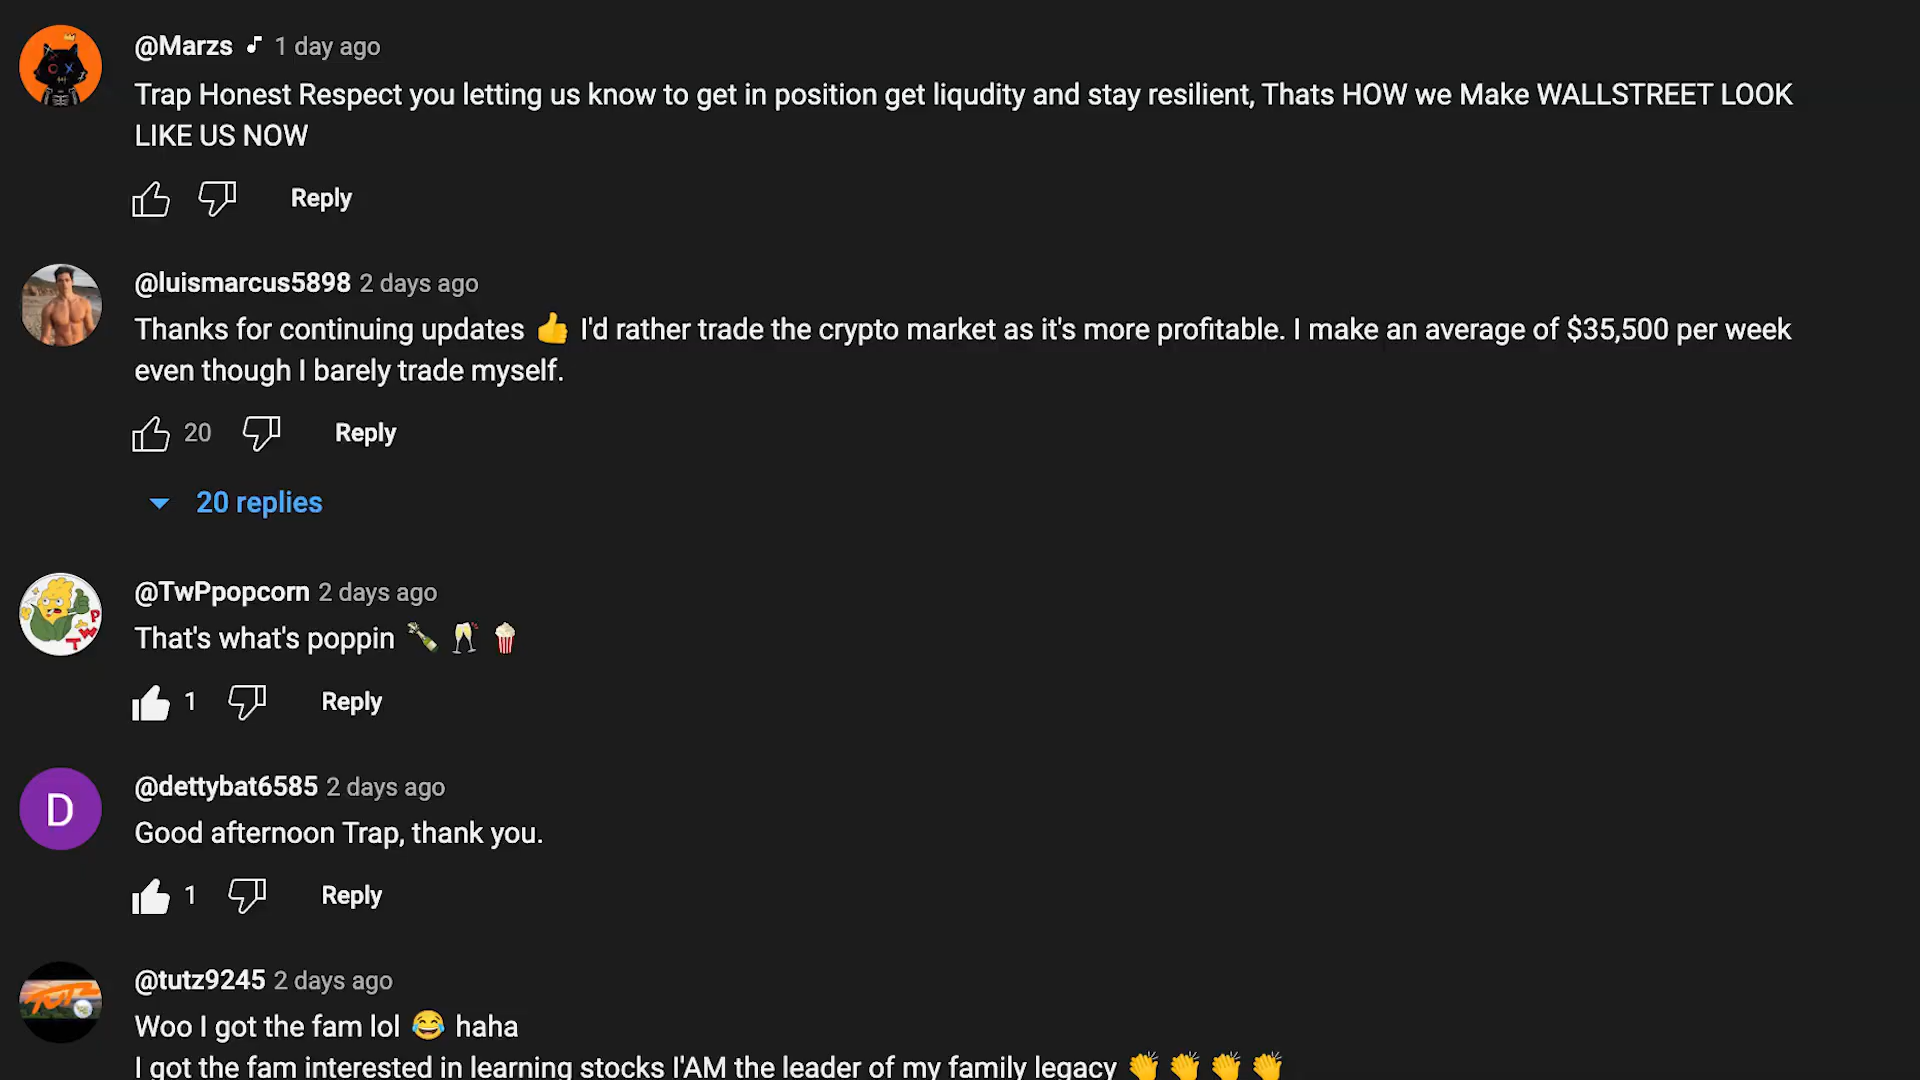 @Marzs ♪ 1 day ago
Trap Honest Respect you letting us know to get in position get liqudity and stay resilient, Thats HOW we Make WALLSTREET LOOK
LIKE US NOW
Reply
@luismarcus5898 2 days ago
Thanks for continuing updates 👍 I'd rather trade the crypto market as it's more profitable. I make an average of $35,500 per week
even though I barely trade myself.
20 Reply
20 replies
@TwPpopcorn 2 days ago
That's what's poppin 🍾 🥂 🍿
1 Reply
D
@dettybat6585 2 days ago
Good afternoon Trap, thank you.
1 Reply
TUTZ
@tutz9245 2 days ago
Woo I got the fam lol 😂 haha
I got the fam interested in learning stocks I'AM the leader of my family legacy 👏 👏 👏 👏